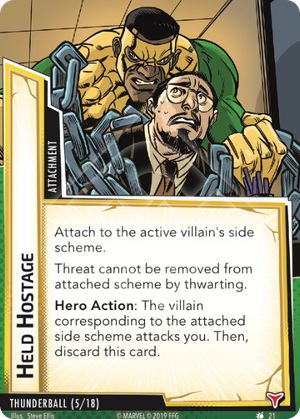 ATTACHMENT
HELD HOSTAGE
Attach to the active villain's side
scheme.
Threat cannot be removed from
attached scheme by thwarting.
Hero Action: The villain
corresponding to the attached
side scheme attacks you. Then,
discard this card.
THUNDERBALL (5/18)
Illus. Steve Ellis
© MARVEL © 2019 FFG
21